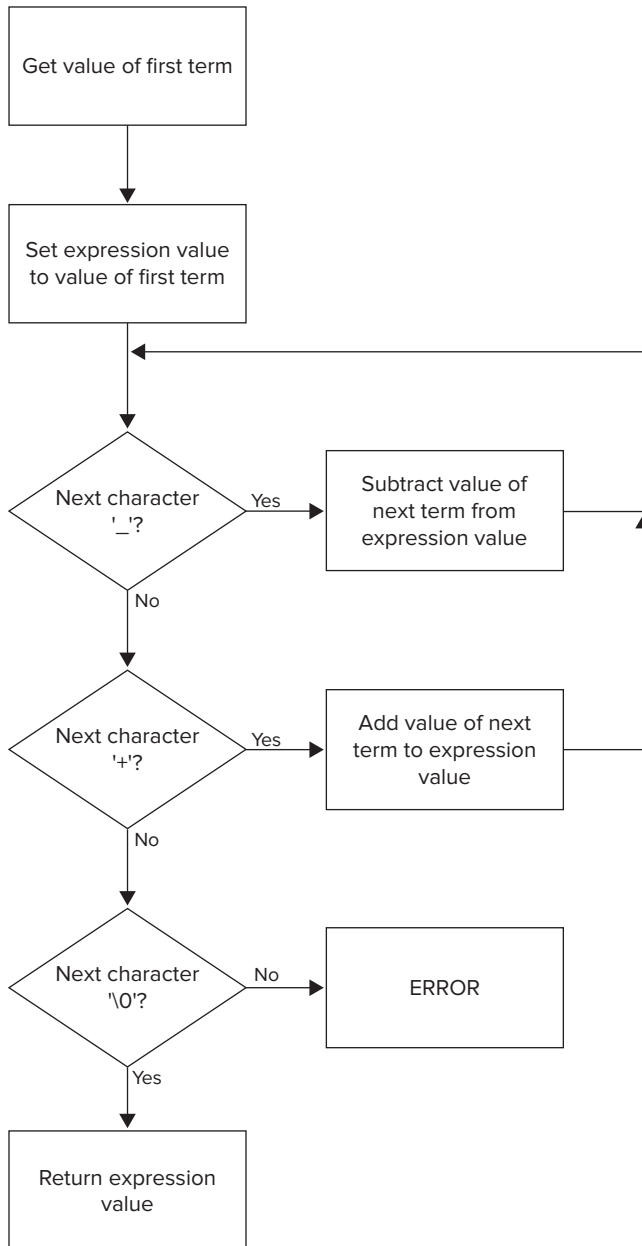 Get value of first term
Set expression value
to value of first term
Next character
'_'?
Yes
Subtract value of
next term from
expression value
No
Next character
'+'?
Yes
Add value of next
term to expression
value
No
Next character
'\0'?
No
ERROR
Yes
Return expression
value